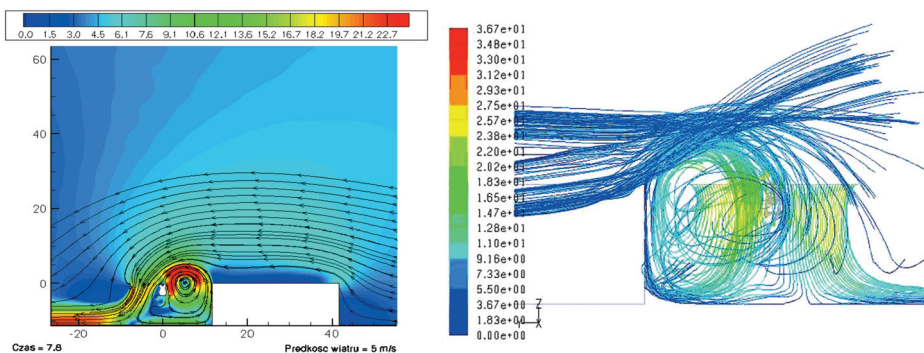 0.0 1.5 3.0 4.5 6.1 7.6 9.1 10.6 12.1 13.6 15.2 16.7 18.2 19.7 21.2 22.7
60
40
20
0
-20 0 20 40
Czas = 7.8 Prędkosc wiatru = 5 m/s
3.67e+01
3.48e+01
3.30e+01
3.12e+01
2.93e+01
2.75e+01
2.57e+01
2.38e+01
2.20e+01
2.02e+01
1.83e+01
1.65e+01
1.47e+01
1.28e+01
1.10e+01
9.16e+00
7.33e+00
5.50e+00
3.67e+00
1.83e+00
0.00e+00
Z
Y X